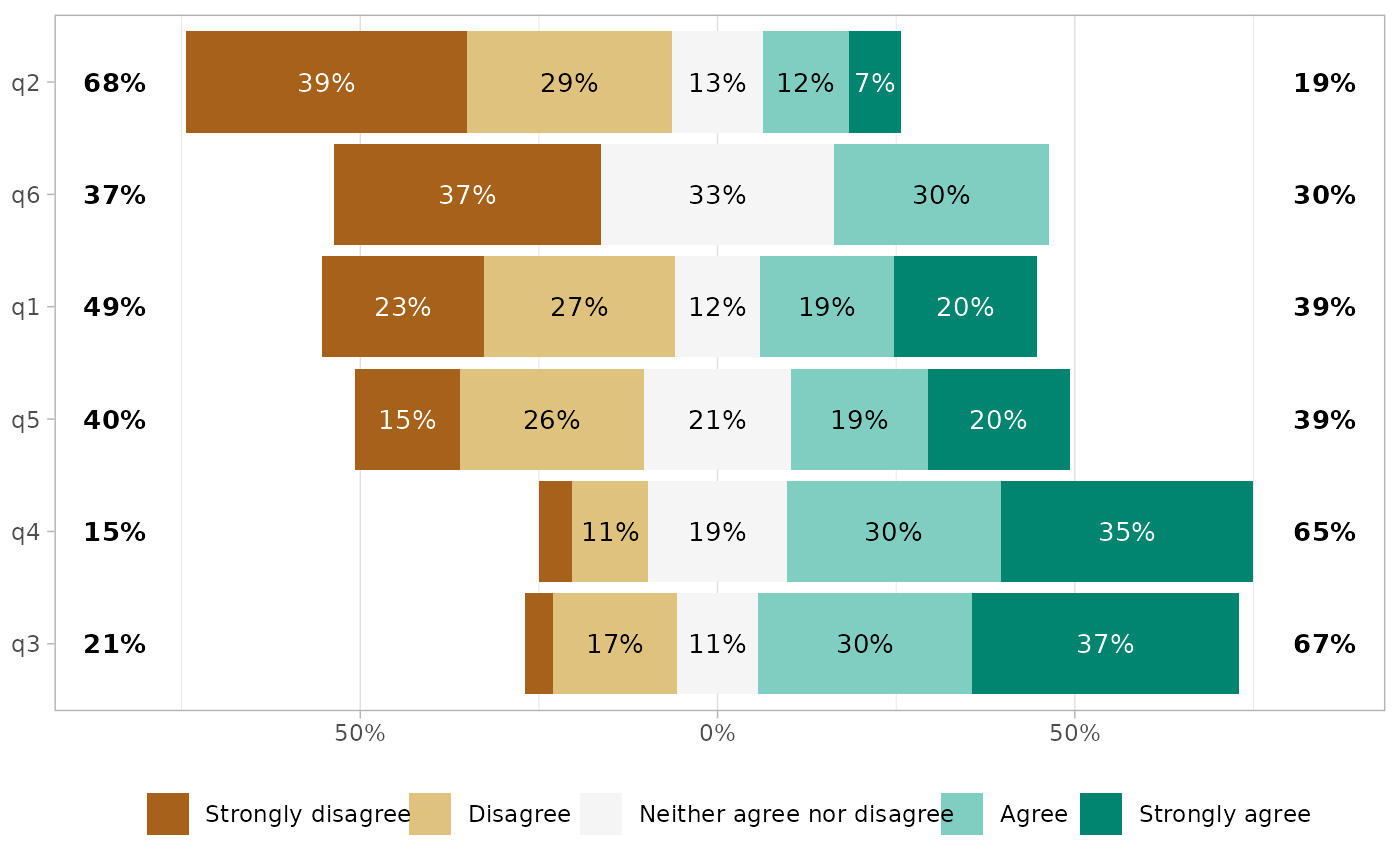 q2 68% 39% 29% 13% 12% 7% 19%
q6 37% 37% 33% 30% 30%
q1 49% 23% 27% 12% 19% 20% 39%
q5 40% 15% 26% 21% 19% 20% 39%
q4 15% 11% 19% 30% 35% 65%
q3 21% 17% 11% 30% 37% 67%
50% 0% 50%
Strongly disagree Disagree Neither agree nor disagree Agree Strongly agree